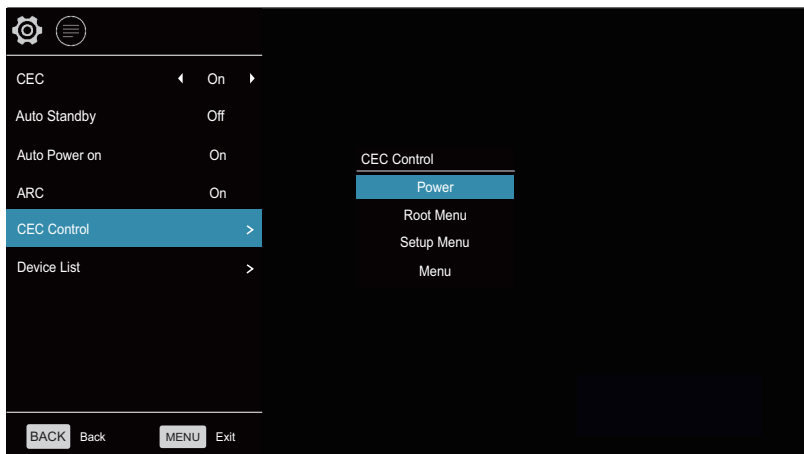 CEC On
Auto Standby Off
Auto Power on On
ARC On
CEC Control >
Device List >
BACK Back MENU Exit
CEC Control
Power
Root Menu
Setup Menu
Menu